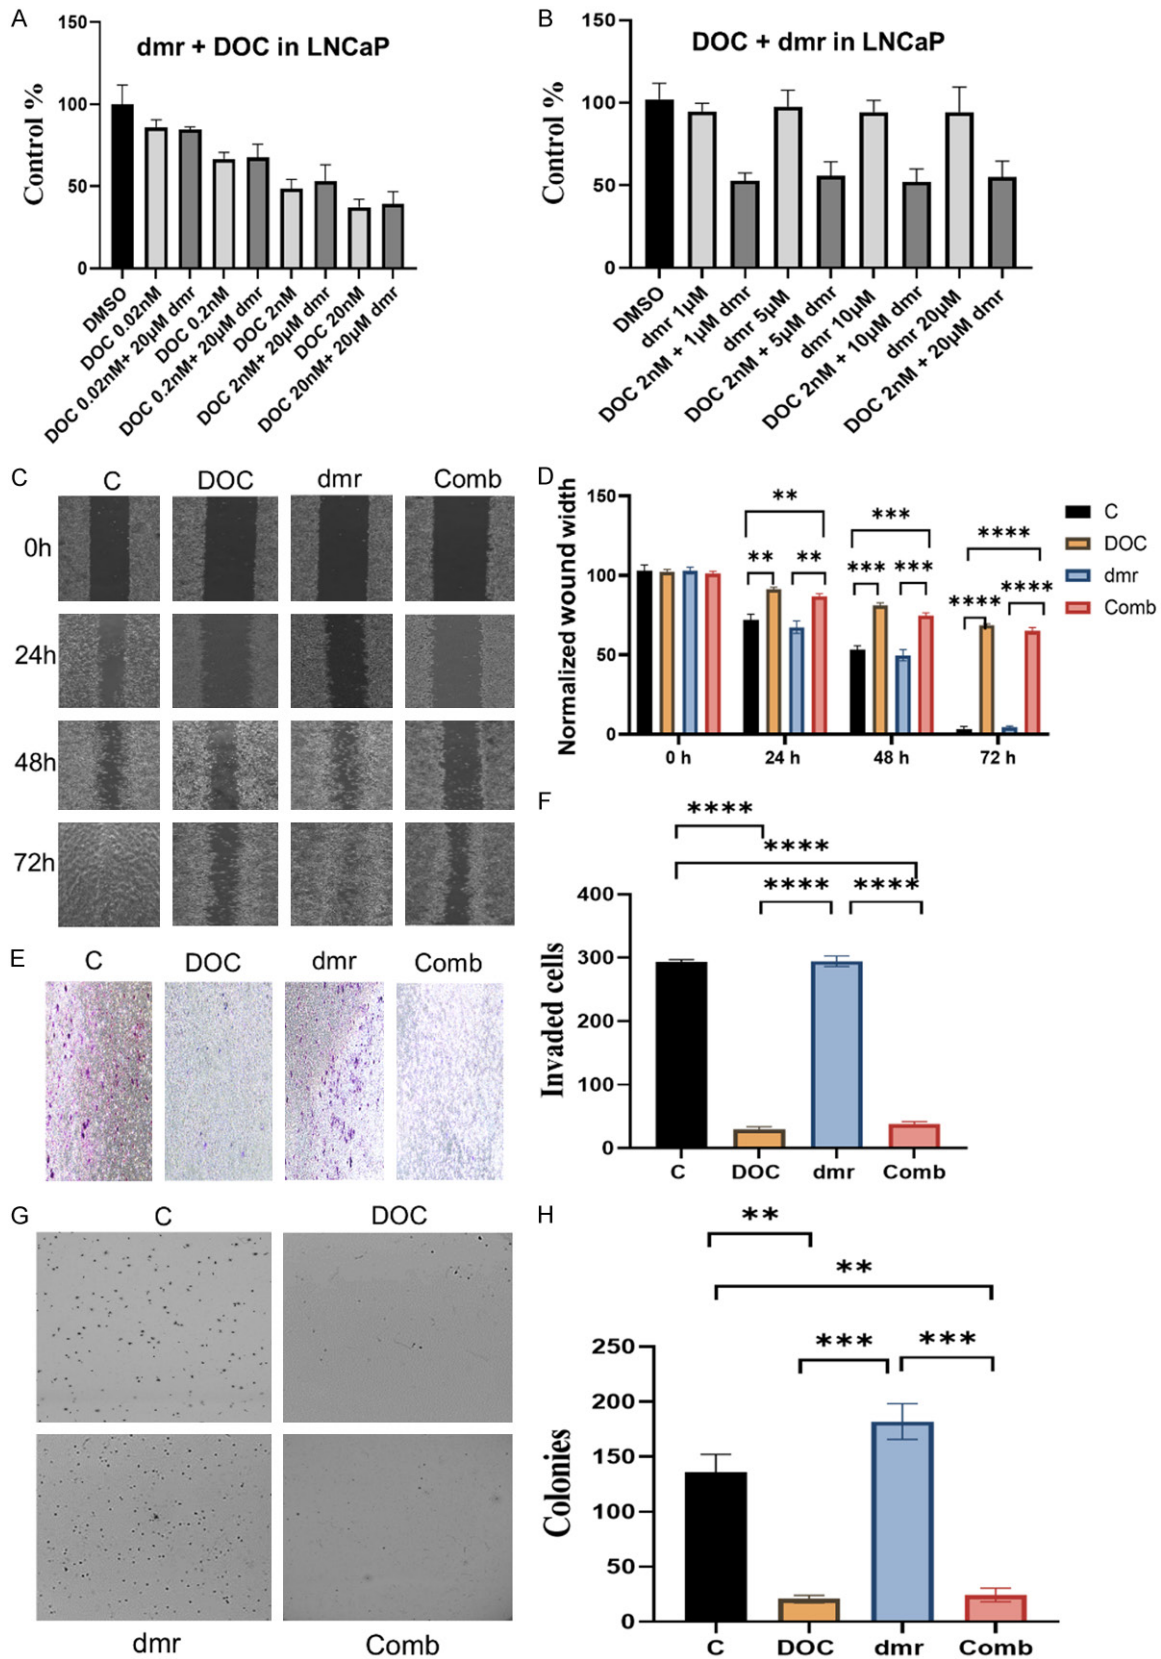 A
dmr + DOC in LNCaP
Control %
150
100
50
0
DMSO
DOC 0.02nM
DOC 0.02nM+ 20µM dmr
DOC 0.2nM
DOC 0.2nM+ 20µM dmr
DOC 2nM
DOC 2nM+ 20µM dmr
DOC 20nM
DOC 20nM+ 20µM dmr
B
DOC + dmr in LNCaP
Control %
150
100
50
0
DMSO
dmr 1µM
DOC 2nM + 1µM dmr
dmr 5µM
DOC 2nM + 5µM dmr
dmr 10µM
DOC 2nM + 10µM dmr
dmr 20µM
DOC 2nM + 20µM dmr
C
C DOC dmr Comb
0h
24h
48h
72h
D
Normalized wound width
150
100
50
0
** 
** **
***
*** ***
****
**** ****
0 h 24 h 48 h 72 h
C
DOC
dmr
Comb
E
C DOC dmr Comb
F
****
****
**** ****
Invaded cells
400
300
200
100
0
C DOC dmr Comb
G
C DOC
dmr Comb
H
**
**
*** ***
Colonies
250
200
150
100
50
0
C DOC dmr Comb